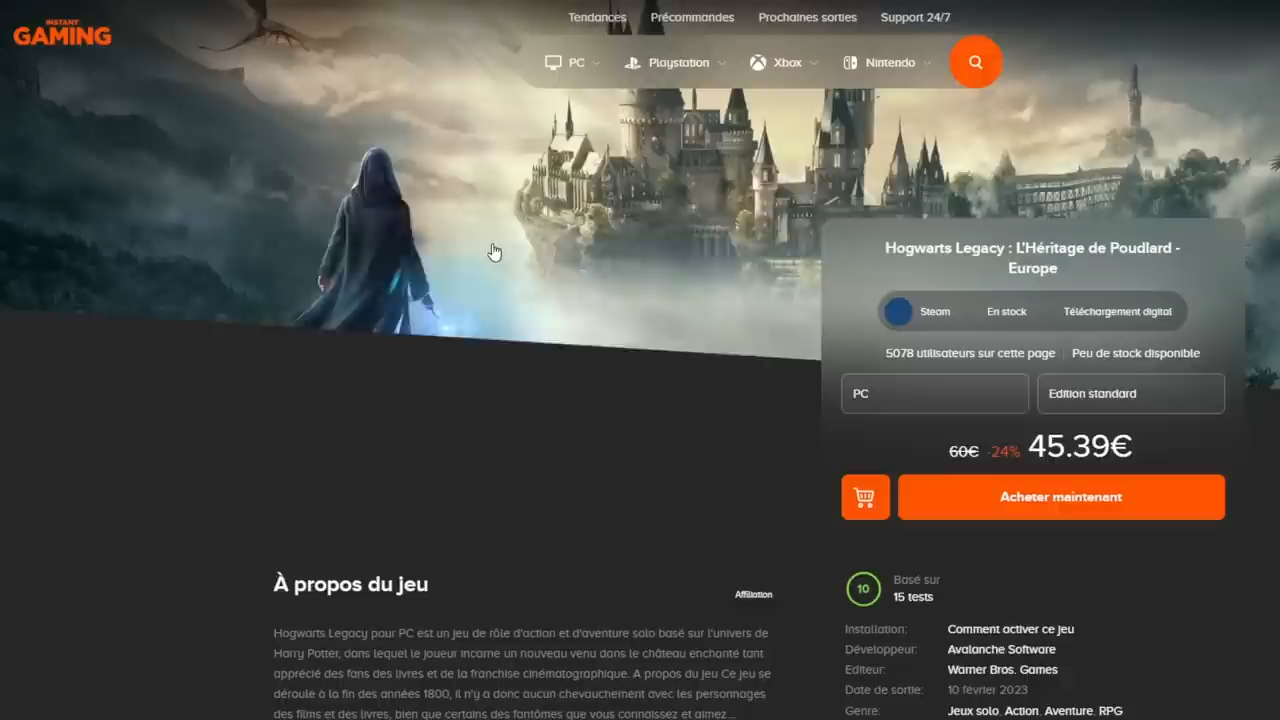 INSTANT
GAMING
Tendances Précommandes Prochaines sorties Support 24/7
PC Playstation Xbox Nintendo
Hogwarts Legacy : L'Héritage de Poudlard -
Europe
Steam En stock Téléchargement digital
5078 utilisateurs sur cette page Peu de stock disponible
PC Edition standard
60€ -24% 45.39€
Acheter maintenant
À propos du jeu
Affiliation
10 Basé sur
15 tests
Hogwarts Legacy pour PC est un jeu de rôle d'action et d'aventure solo basé sur l'univers de
Harry Potter, dans lequel le joueur incarne un nouveau venu dans le château enchanté tant
apprécié des fans des livres et de la franchise cinématographique. A propos du jeu Ce jeu se
déroule à la fin des années 1800, il n'y a donc aucun chevauchement avec les personnages
des films et des livres, bien que certains des fantômes que vous connaissez et aimez...
Installation: Comment activer ce jeu
Développeur: Avalanche Software
Editeur: Warner Bros. Games
Date de sortie: 10 février 2023
Genre: Jeux solo, Action, Aventure, RPG